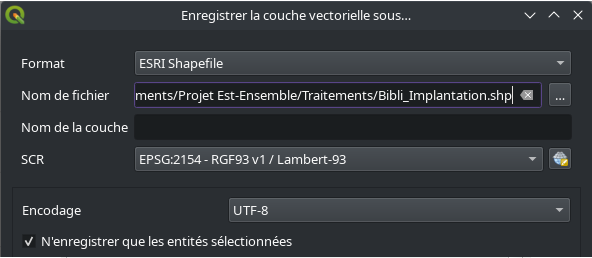 Enregistrer la couche vectorielle sous...
Format ESRI Shapefile
Nom de fichier ments/Projet Est-Ensemble/Traitements/Bibli_Implantation.shp ...
Nom de la couche
SCR EPSG:2154 - RGF93 v1 / Lambert-93
Encodage UTF-8
N'enregistrer que les entités sélectionnées